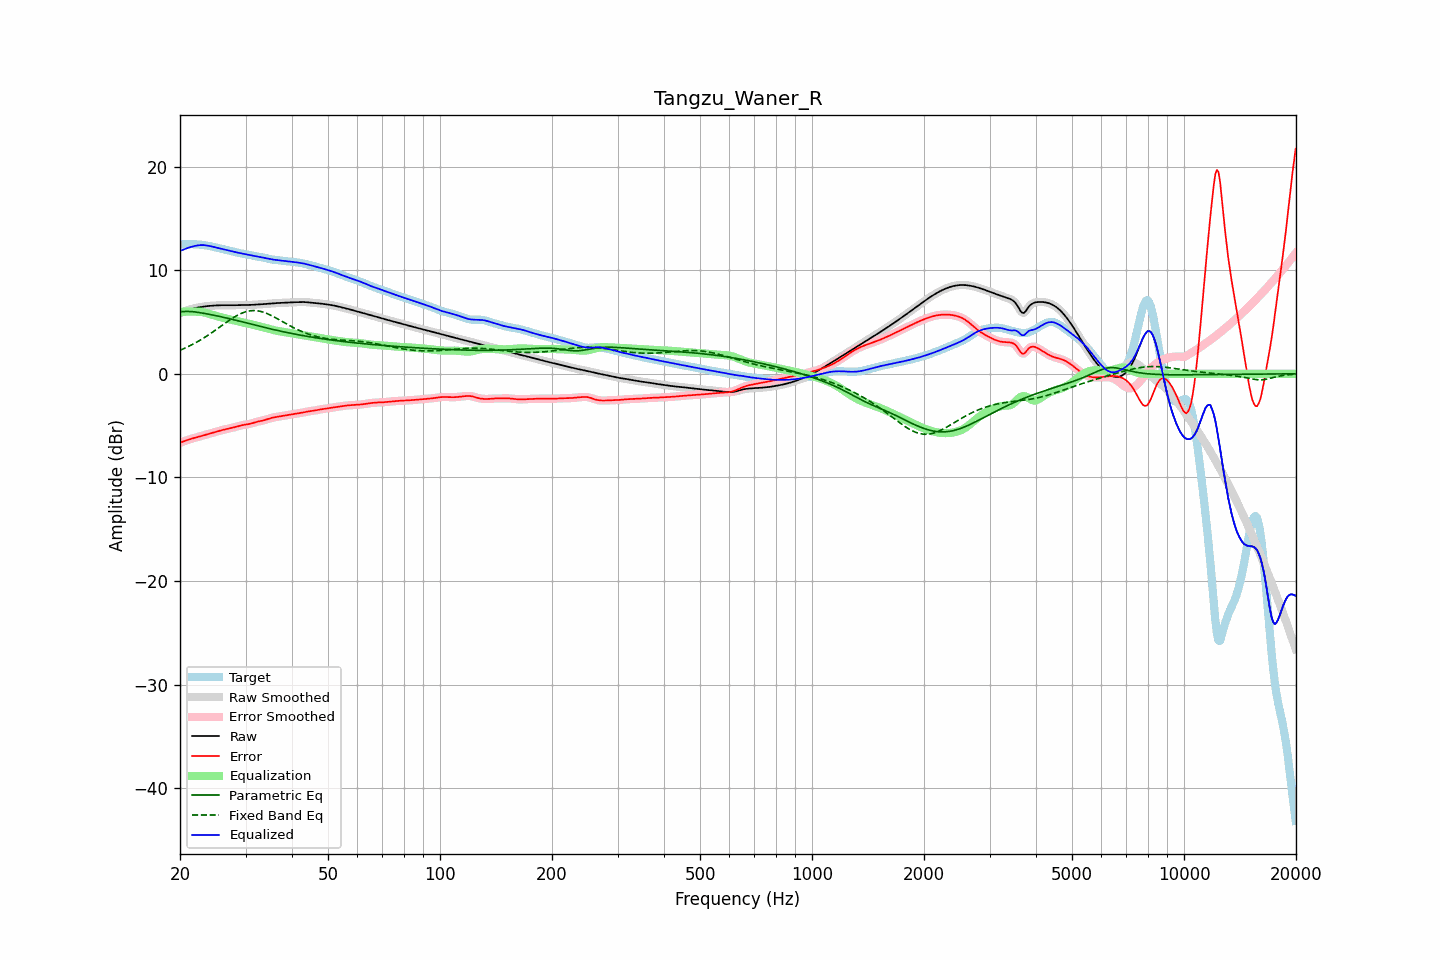 Tangzu_Waner_R
20
10
0
−10
−20
−30
−40
Amplitude (dBr)
Target
Raw Smoothed
Error Smoothed
Raw
Error
Equalization
Parametric Eq
Fixed Band Eq
Equalized
20 50 100 200 500 1000 2000 5000 10000 20000
Frequency (Hz)